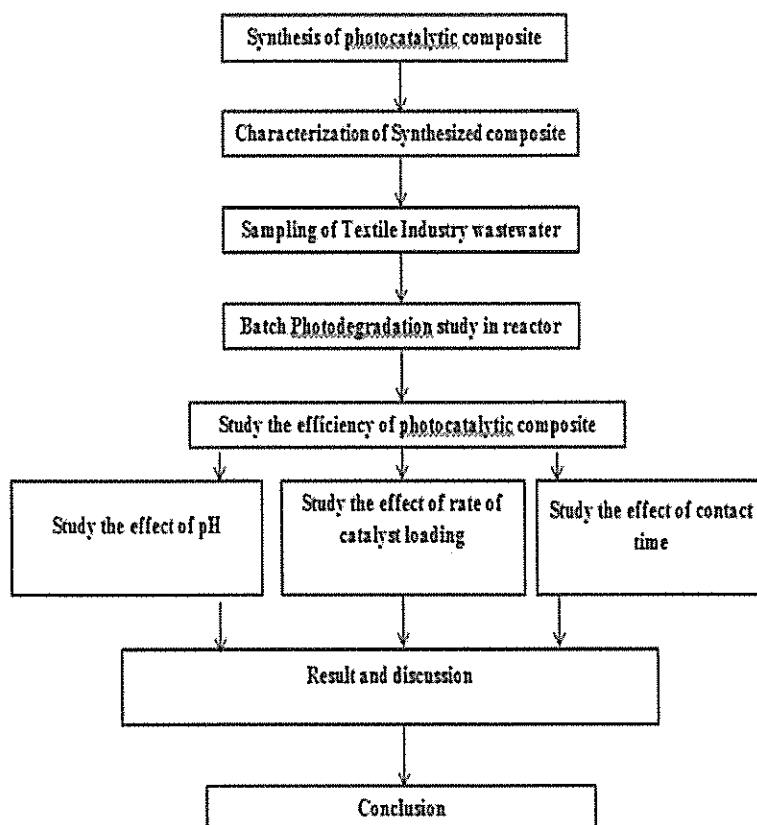 Synthesis of photocatalytic composite
Characterization of Synthesized composite
Sampling of Textile Industry wastewater
Batch Photodegradation study in reactor
Study the efficiency of photocatalytic composite
Study the effect of pH
Study the effect of rate of
catalyst loading
Study the effect of contact
time
Result and discussion
Conclusion